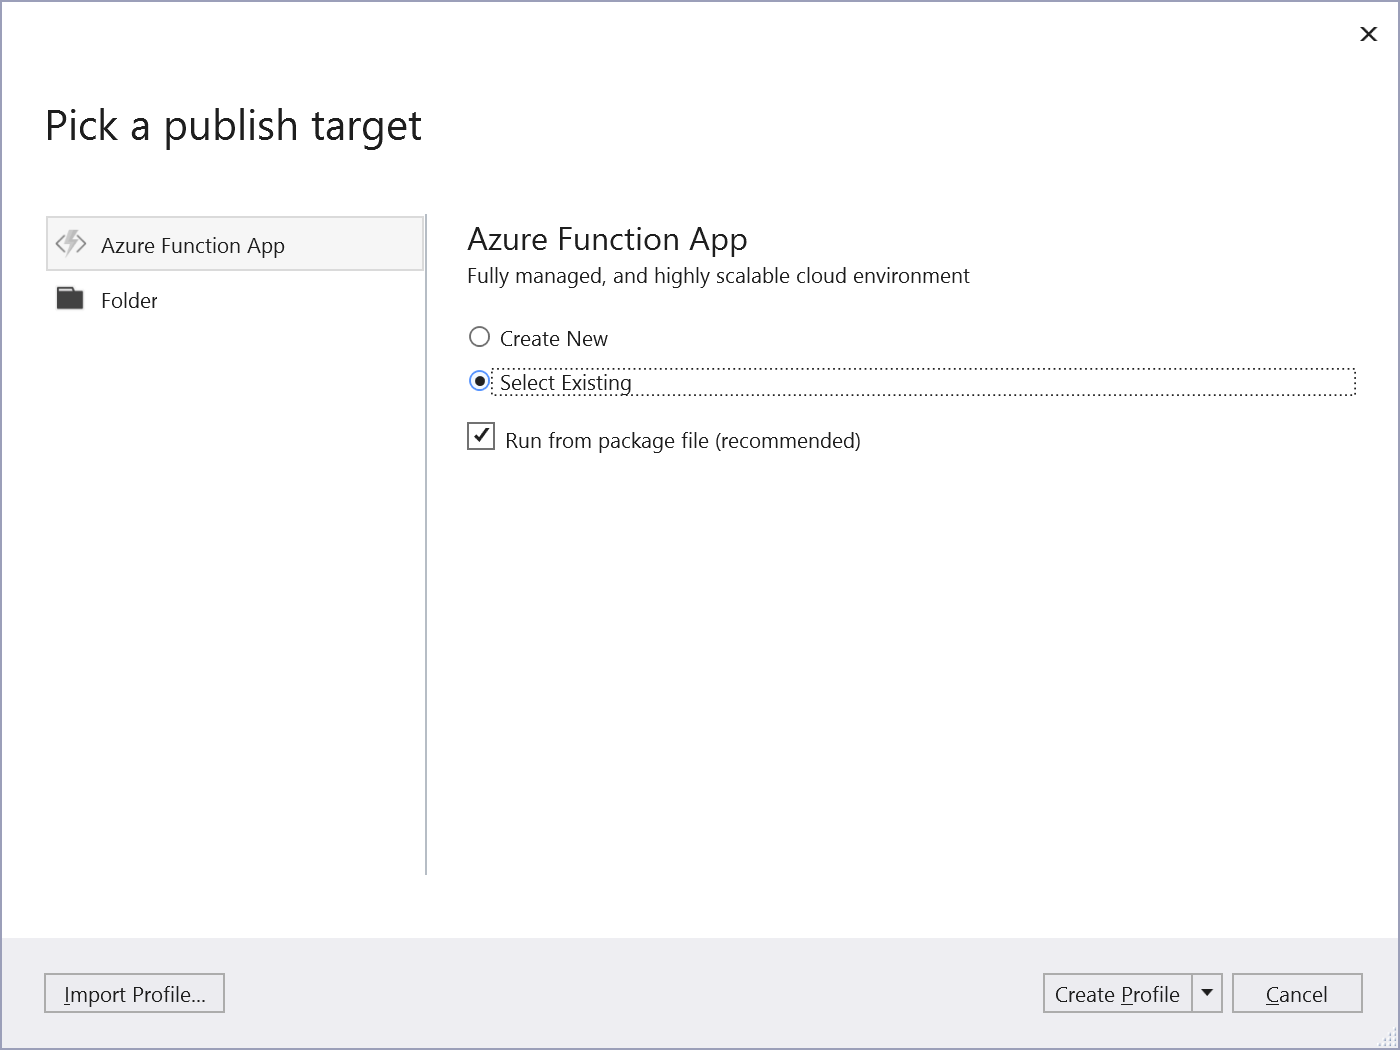 Pick a publish target
Azure Function App
Folder
Azure Function App
Fully managed, and highly scalable cloud environment
Create New
Select Existing
Run from package file (recommended)
Import Profile...
Create Profile
Cancel